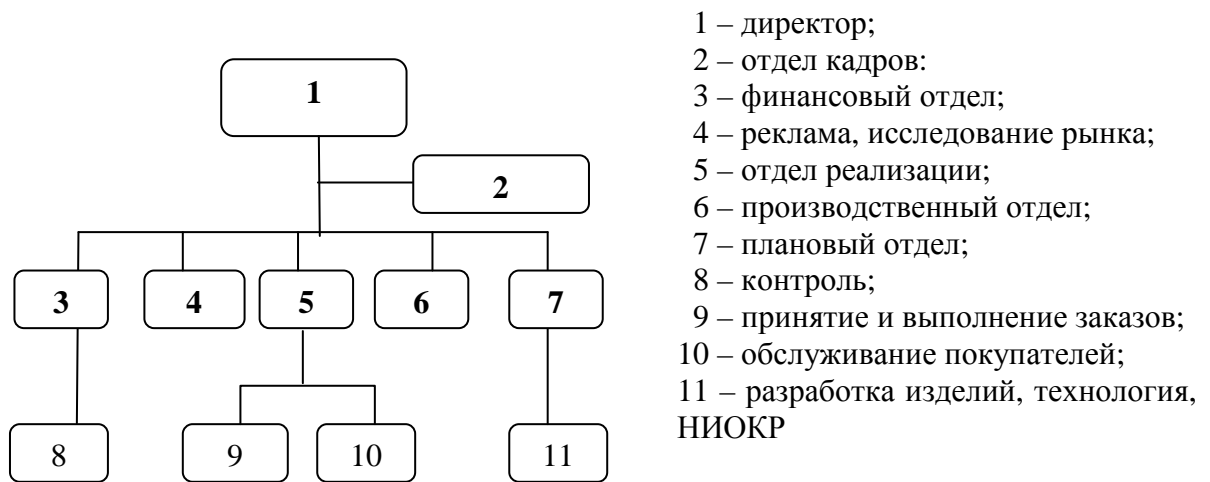 1
2
3
4
5
6
7
8
9
10
11
1 – директор;
2 – отдел кадров:
3 – финансовый отдел;
4 – реклама, исследование рынка;
5 – отдел реализации;
6 – производственный отдел;
7 – плановый отдел;
8 – контроль;
9 – принятие и выполнение заказов;
10 – обслуживание покупателей;
11 – разработка изделий, технология,
НИОКР